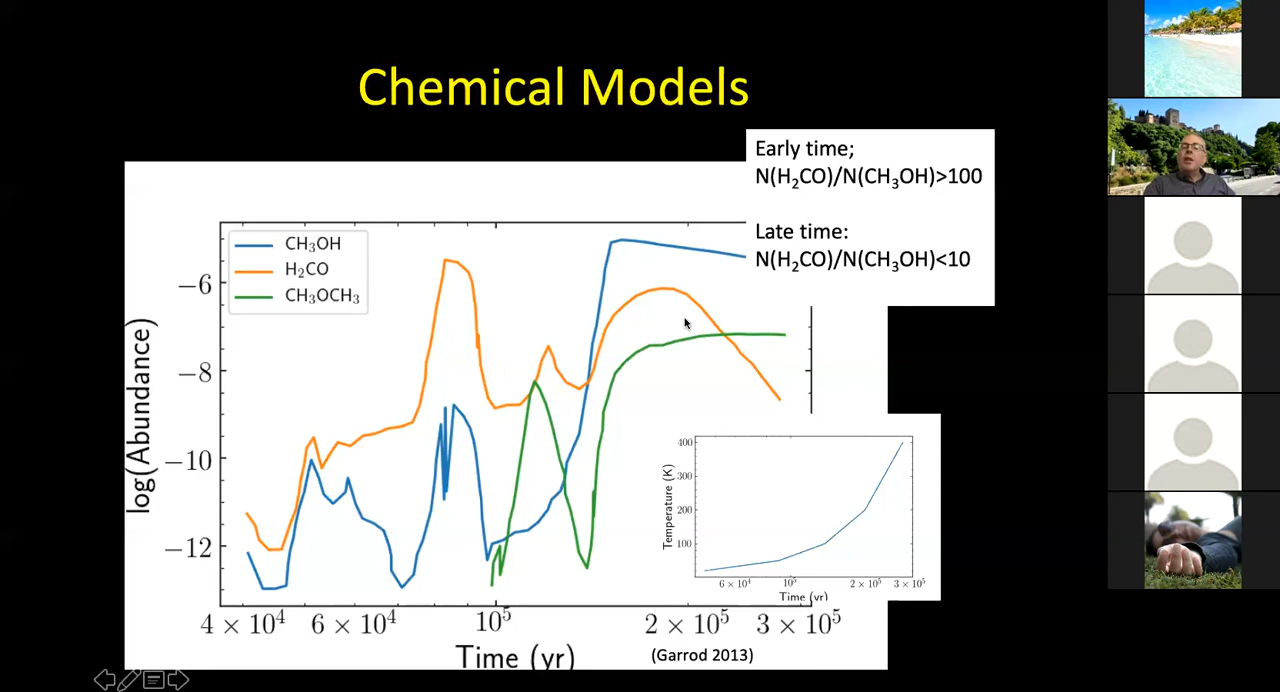 Chemical Models
Early time;
N(H₂CO)/N(CH₃OH)>100
Late time:
N(H₂CO)/N(CH₃OH)<10
CH₃OH
H₂CO
CH₃OCH₃
log(Abundance)
−6
−8
−10
−12
4 × 10⁴
6 × 10⁴
10⁵
2 × 10⁵
3 × 10⁵
Time (yr)
(Garrod 2013)
Temperature (K)
400
300
200
100
6 × 10⁴
10⁵
2 × 10⁵
3 × 10⁵
Time (yr)